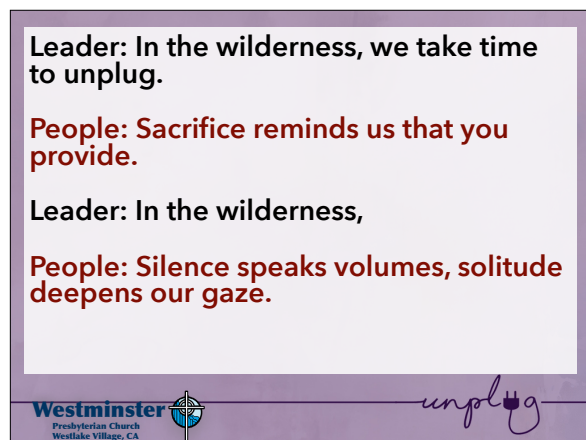 Leader: In the wilderness, we take time
to unplug.
People: Sacrifice reminds us that you
provide.
Leader: In the wilderness,
People: Silence speaks volumes, solitude
deepens our gaze.
Westminster
Presbyterian Church
Westlake Village, CA
unplug